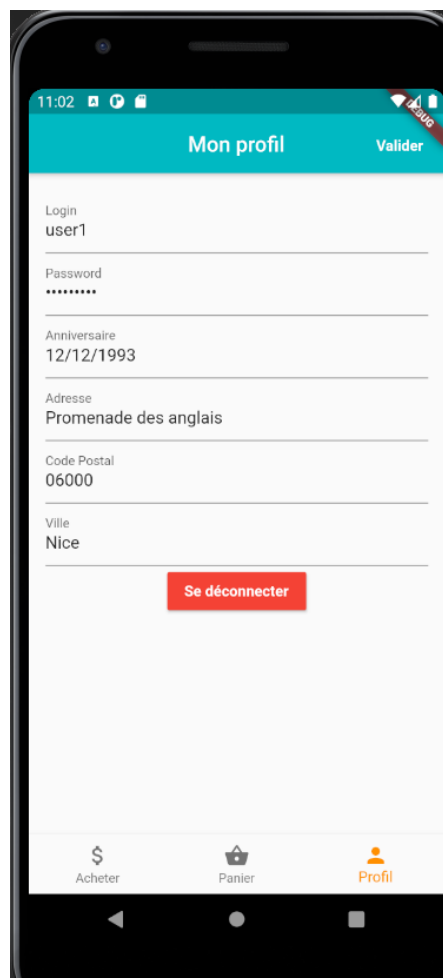 11:02
DEBUG
Mon profil
Valider
Login
user1
Password
•••••••••
Anniversaire
12/12/1993
Adresse
Promenade des anglais
Code Postal
06000
Ville
Nice
Se déconnecter
Acheter
Panier
Profil